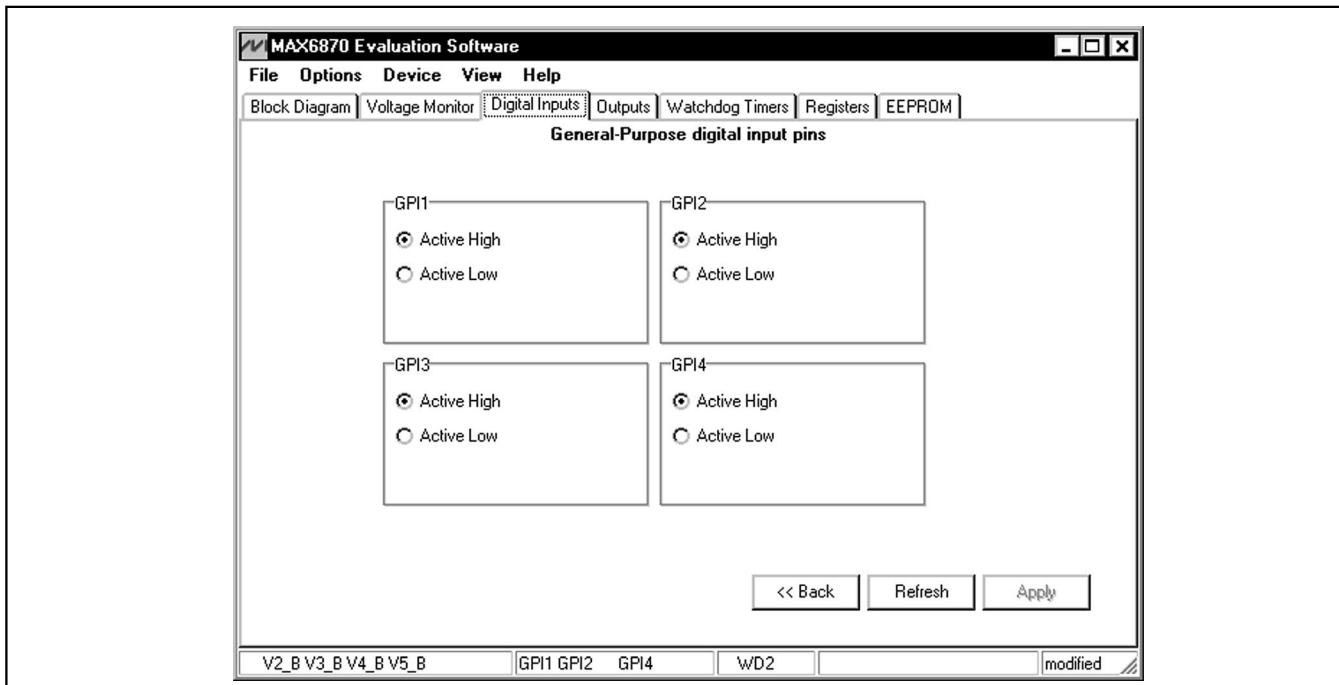 MAX6870 Evaluation Software
File Options Device View Help
Block Diagram Voltage Monitor Digital Inputs Outputs Watchdog Timers Registers EEPROM
General-Purpose digital input pins
GPI1 GPI2
Active High Active High
Active Low Active Low
GPI3 GPI4
Active High Active High
Active Low Active Low
<< Back Refresh Apply
V2_B V3_B V4_B V5_B GPI1 GPI2 GPI4 WD2 modified